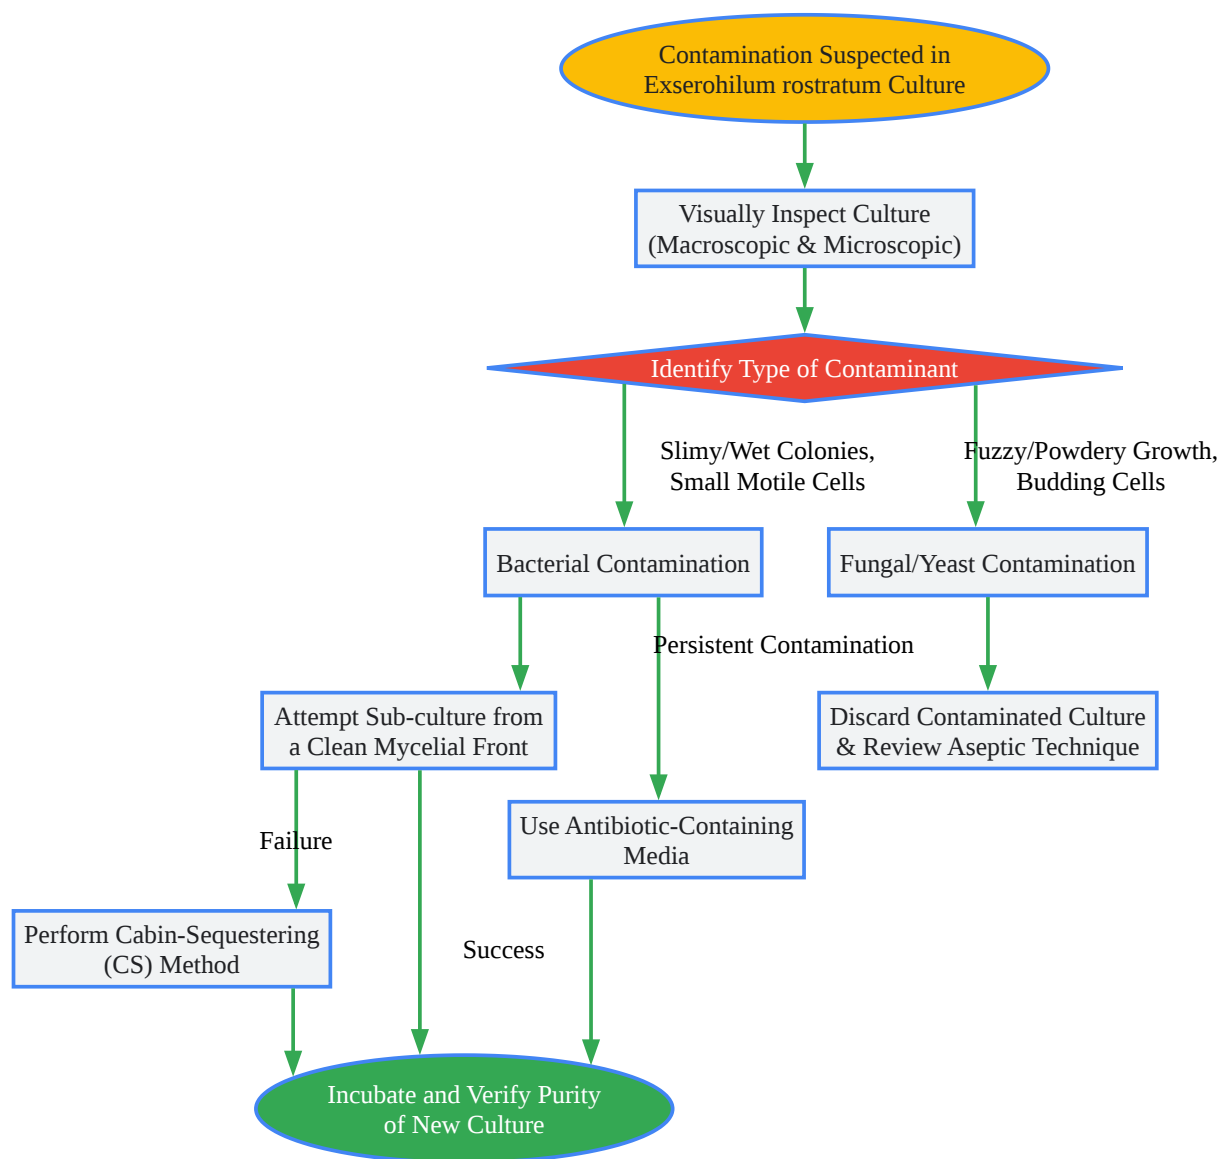 Contamination Suspected in
Exserohilum rostratum Culture
Visually Inspect Culture
(Macroscopic & Microscopic)
Identify Type of Contaminant
Slimy/Wet Colonies,
Small Motile Cells
Fuzzy/Powdery Growth,
Budding Cells
Bacterial Contamination
Fungal/Yeast Contamination
Persistent Contamination
Attempt Sub-culture from
a Clean Mycelial Front
Discard Contaminated Culture
& Review Aseptic Technique
Use Antibiotic-Containing
Media
Failure
Perform Cabin-Sequestering
(CS) Method
Success
Incubate and Verify Purity
of New Culture